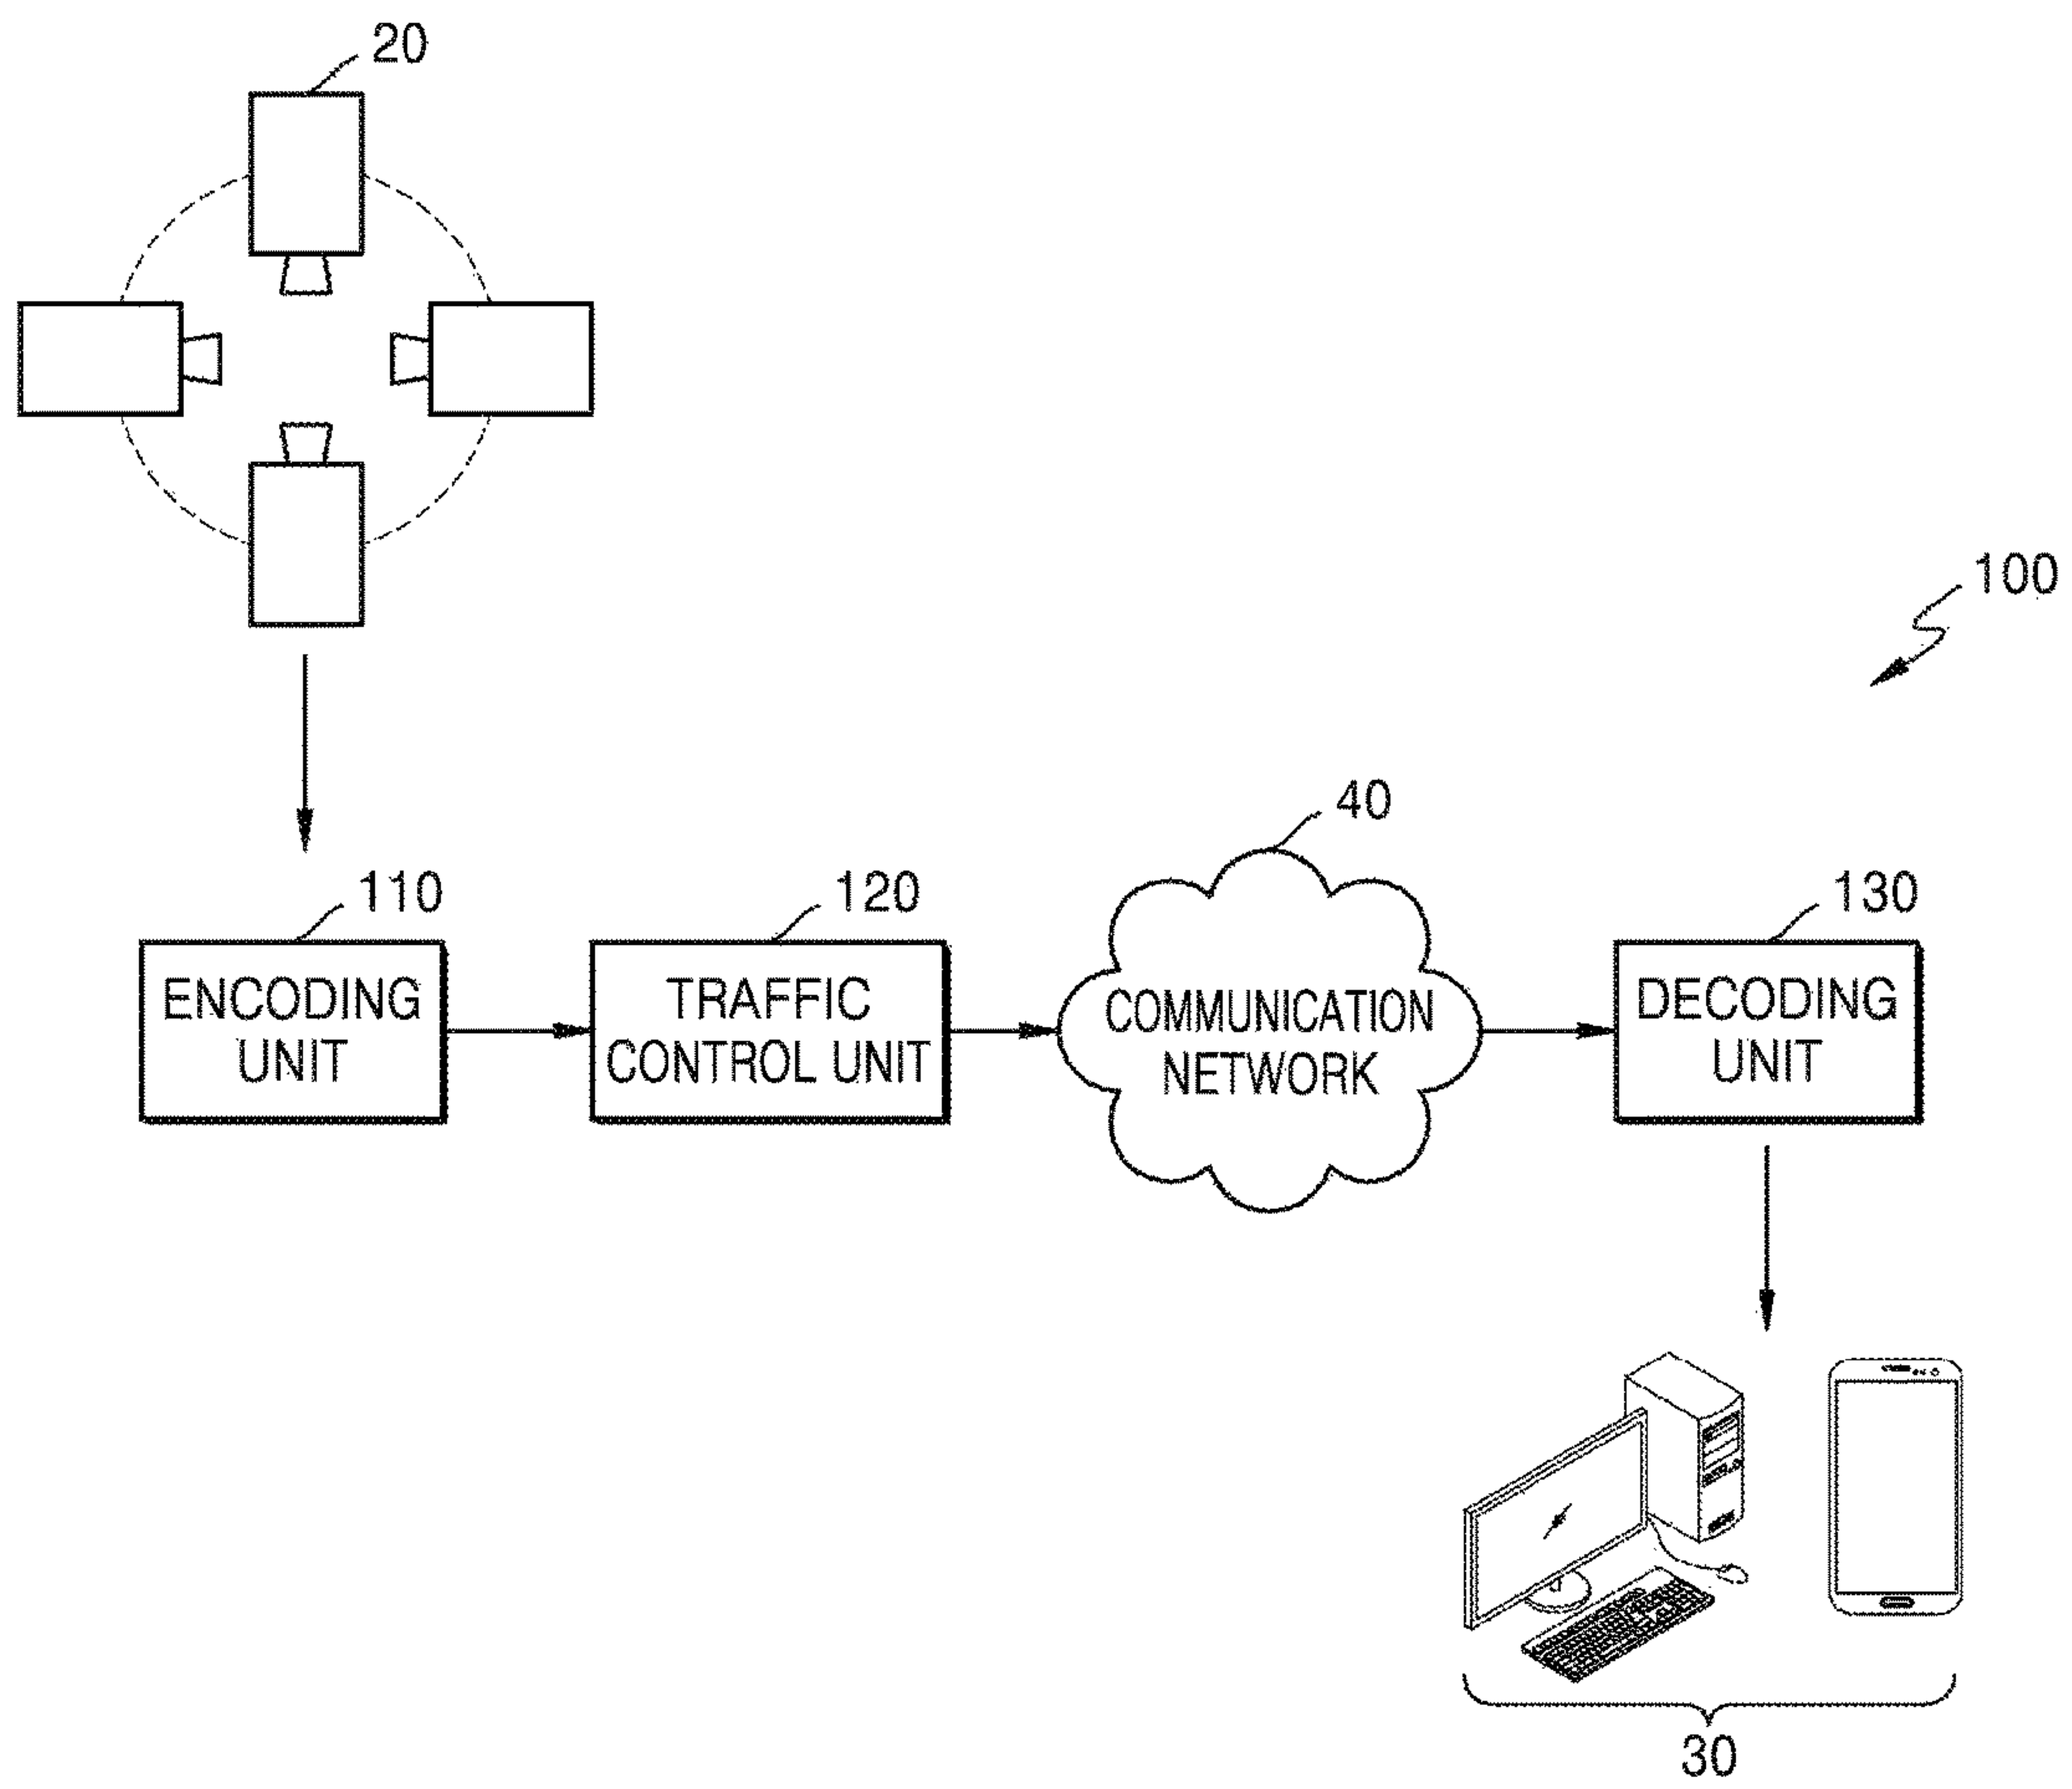 20
100
40
110
120
130
ENCODING
UNIT
TRAFFIC
CONTROL UNIT
COMMUNICATION
NETWORK
DECODING
UNIT
30